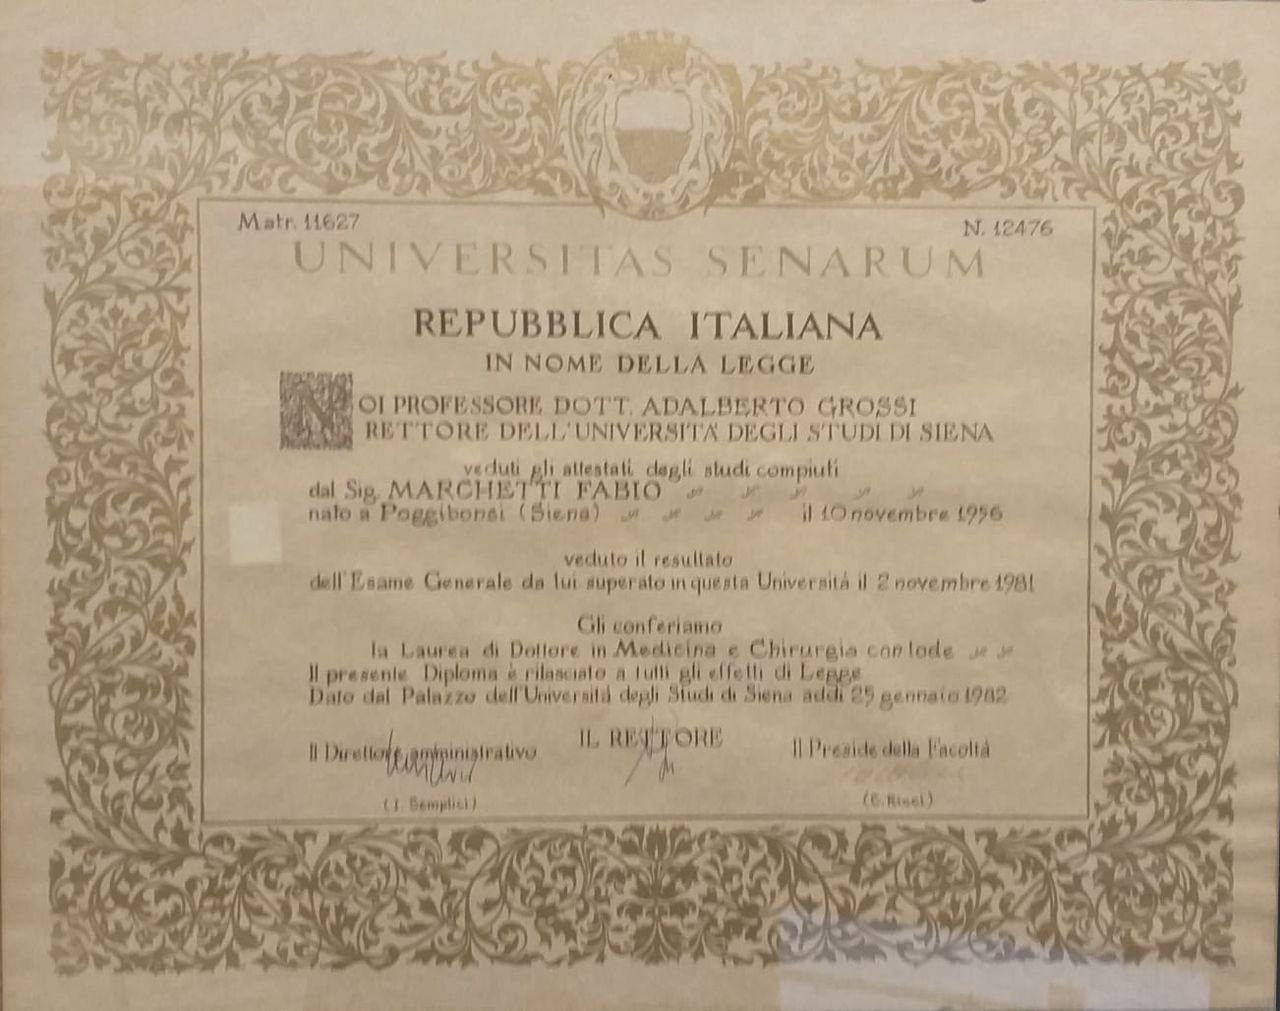 Matr. 11627
N. 12476
UNIVERSITAS SENARUM
REPUBBLICA ITALIANA
IN NOME DELLA LEGGE
NOI PROFESSORE DOTT. ADALBERTO GROSSI
RETTORE DELL'UNIVERSITÀ DEGLI STUDI DI SIENA
veduti gli attestati degli studi compiuti
dal Sig. MARCHETTI FABIO
nato a Poggibonsi (Siena) il 10 novembre 1956
veduto il resultato
dell'Esame Generale da lui superato in questa Università il 2 novembre 1981
Gli conferiamo
la Laurea di Dottore in Medicina e Chirurgia con lode
Il presente Diploma è rilasciato a tutti gli effetti di Legge
Dato dal Palazzo dell'Università degli Studi di Siena addì 25 gennaio 1982
Il Direttore amministrativo
IL RETTORE
Il Preside della Facoltà
(I. Semplici)
(C. Ricci)